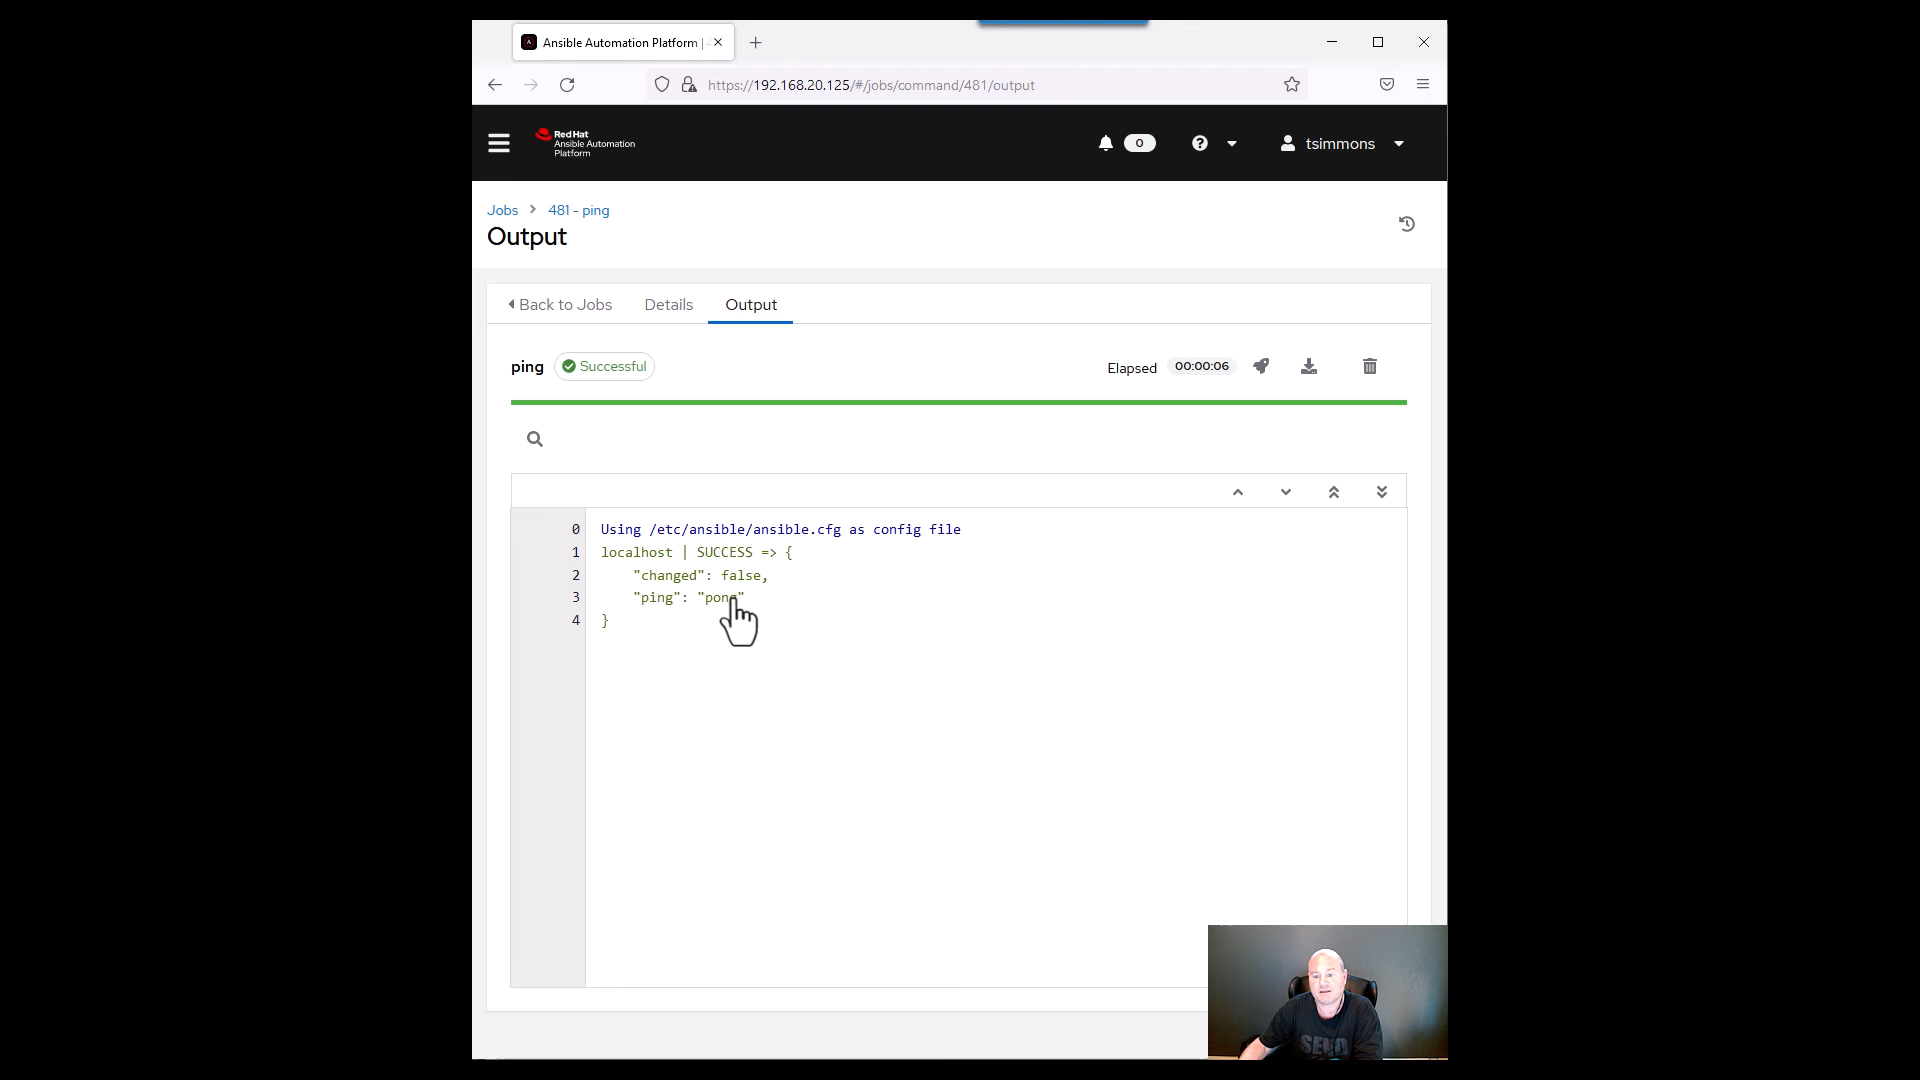 Ansible Automation Platform |
https://192.168.20.125/#/jobs/command/481/output
Red Hat
Ansible Automation
Platform
0
tsimmons
Jobs
481 - ping
Output
Back to Jobs
Details
Output
ping
Successful
Elapsed
00:00:06
0 Using /etc/ansible/ansible.cfg as config file
1 localhost | SUCCESS => {
2 "changed": false,
3 "ping": "pong"
4 }